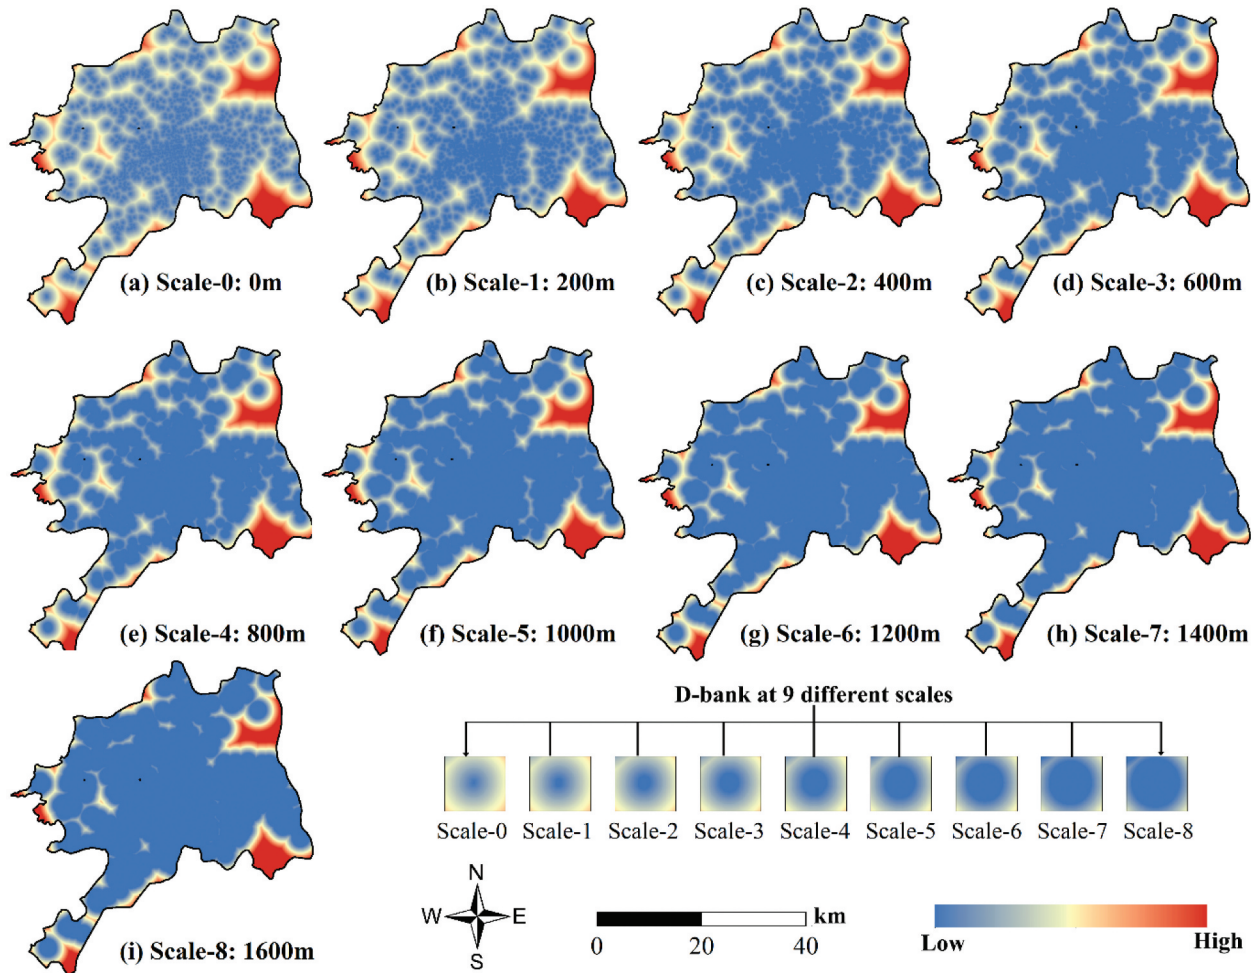 (a) Scale-0: 0m
(b) Scale-1: 200m
(c) Scale-2: 400m
(d) Scale-3: 600m
(e) Scale-4: 800m
(f) Scale-5: 1000m
(g) Scale-6: 1200m
(h) Scale-7: 1400m
(i) Scale-8: 1600m
D-bank at 9 different scales
Scale-0 Scale-1 Scale-2 Scale-3 Scale-4 Scale-5 Scale-6 Scale-7 Scale-8
N
W E
S
km
0 20 40
Low High